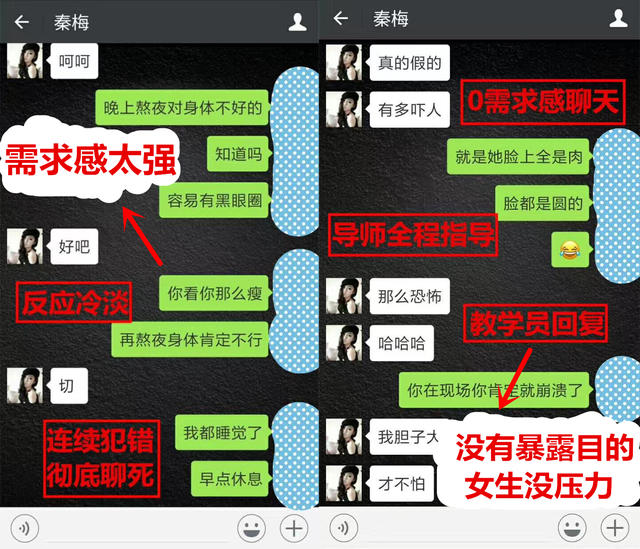 秦梅
呵呵
晚上熬夜对身体不好的
需求感太强
知道吗
容易有黑眼圈
好吧
你看你那么瘦
反应冷淡
再熬夜身体肯定不行
切
我都睡觉了
连续犯错
彻底聊死
早点休息
秦梅
真的假的
0需求感聊天
有多吓人
就是她脸上全是肉
脸都是圆的
导师全程指导
那么恐怖
教学员回复
哈哈哈
你在现场你肯定就崩溃了
我胆子大
没有暴露目的
女生没压力
才不怕